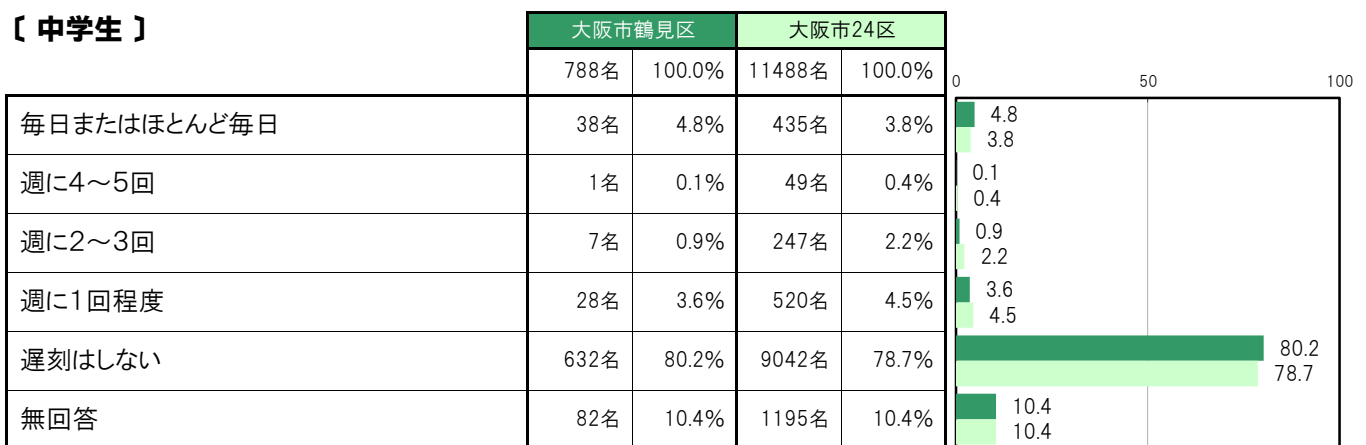 〔 中学生 〕
大阪市鶴見区 大阪市24区
788名 100.0% 11488名 100.0%
0 50 100
毎日またはほとんど毎日 38名 4.8% 435名 3.8%
4.8
3.8
週に4～5回 1名 0.1% 49名 0.4%
0.1
0.4
週に2～3回 7名 0.9% 247名 2.2%
0.9
2.2
週に1回程度 28名 3.6% 520名 4.5%
3.6
4.5
遅刻はしない 632名 80.2% 9042名 78.7%
80.2
78.7
無回答 82名 10.4% 1195名 10.4%
10.4
10.4